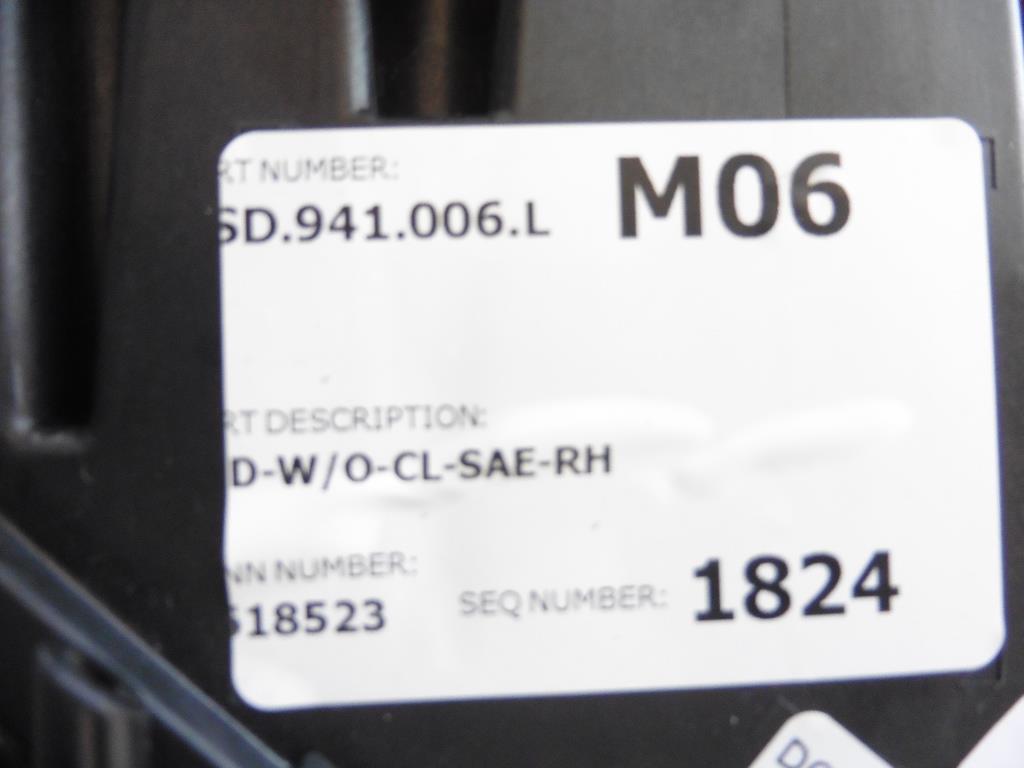 RT NUMBER:
SD.941.006.L M06
RT DESCRIPTION:
D-W/O-CL-SAE-RH
NN NUMBER:
518523 SEQ NUMBER: 1824